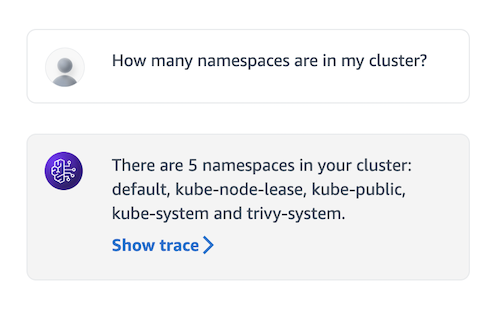 How many namespaces are in my cluster?
There are 5 namespaces in your cluster:
default, kube-node-lease, kube-public,
kube-system and trivy-system.
Show trace